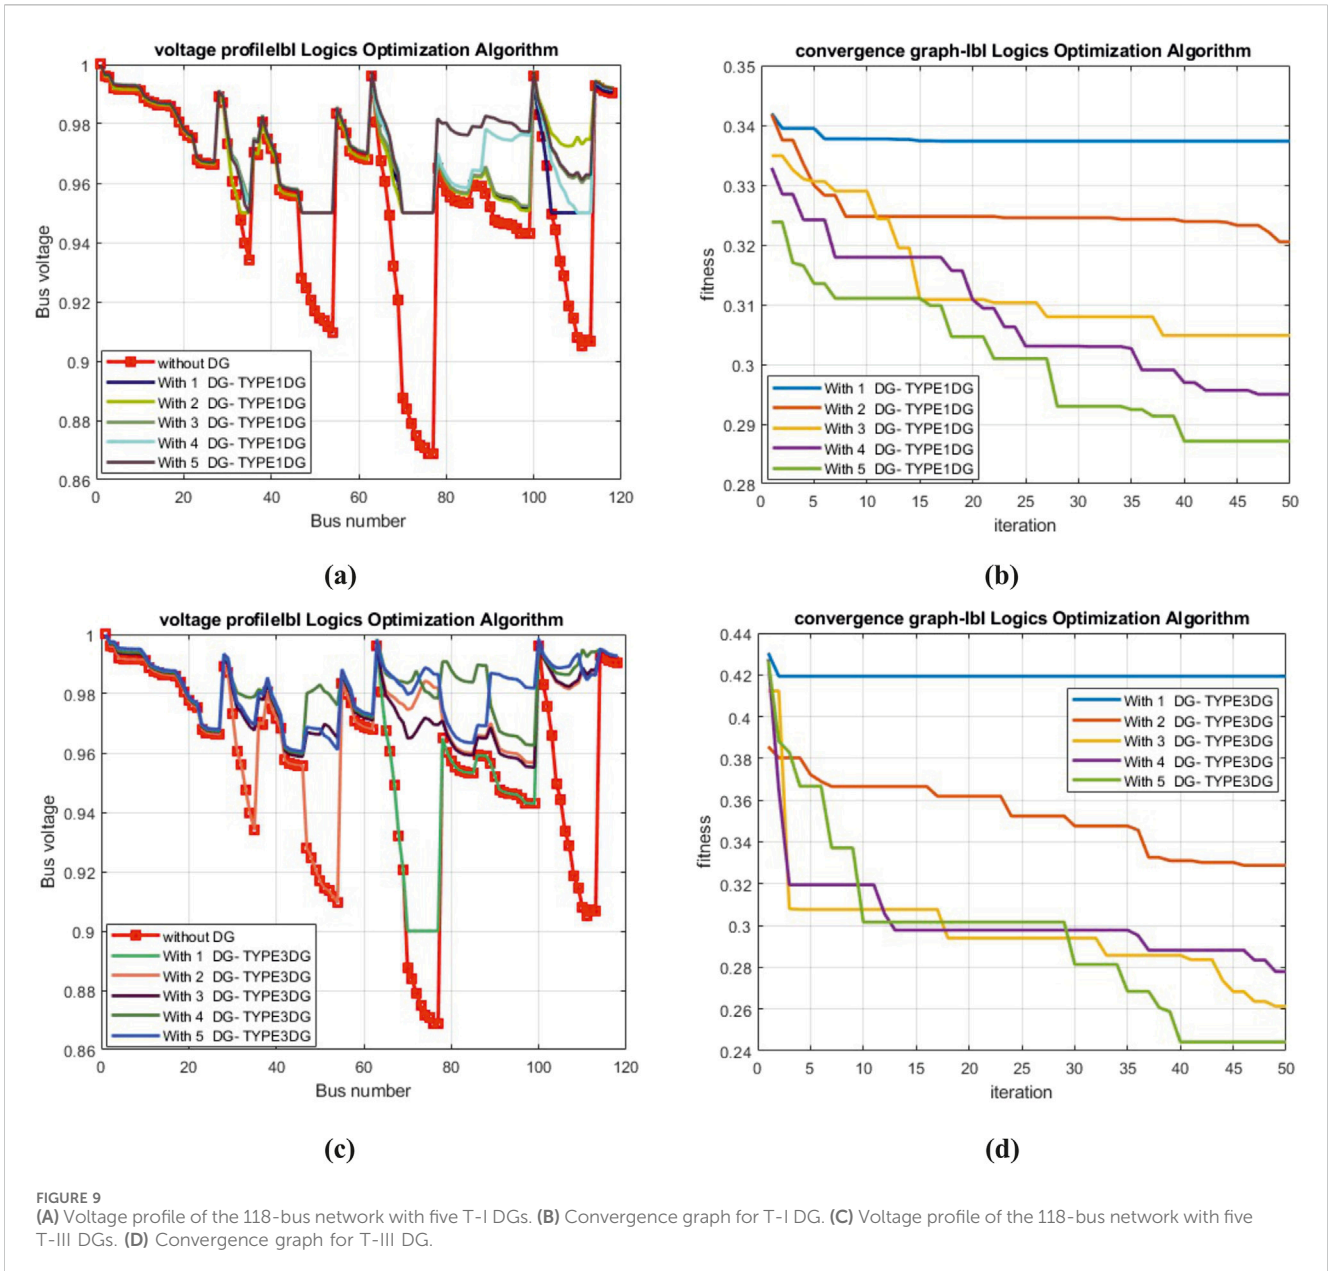 voltage profilelbl Logics Optimization Algorithm
1
0.98
0.96
0.94
0.92
0.9
0.88
0.86
Bus voltage
without DG
With 1 DG- TYPE1DG
With 2 DG- TYPE1DG
With 3 DG- TYPE1DG
With 4 DG- TYPE1DG
With 5 DG- TYPE1DG
0 20 40 60 80 100 120
Bus number
(a)
convergence graph-lbl Logics Optimization Algorithm
0.35
0.34
0.33
0.32
0.31
0.3
0.29
0.28
fitness
With 1 DG- TYPE1DG
With 2 DG- TYPE1DG
With 3 DG- TYPE1DG
With 4 DG- TYPE1DG
With 5 DG- TYPE1DG
0 5 10 15 20 25 30 35 40 45 50
iteration
(b)
voltage profilelbl Logics Optimization Algorithm
1
0.98
0.96
0.94
0.92
0.9
0.88
0.86
Bus voltage
without DG
With 1 DG- TYPE3DG
With 2 DG- TYPE3DG
With 3 DG- TYPE3DG
With 4 DG- TYPE3DG
With 5 DG- TYPE3DG
0 20 40 60 80 100 120
Bus number
(c)
convergence graph-lbl Logics Optimization Algorithm
0.44
0.42
0.4
0.38
0.36
0.34
0.32
0.3
0.28
0.26
0.24
fitness
With 1 DG- TYPE3DG
With 2 DG- TYPE3DG
With 3 DG- TYPE3DG
With 4 DG- TYPE3DG
With 5 DG- TYPE3DG
0 5 10 15 20 25 30 35 40 45 50
iteration
(d)
FIGURE 9
(A) Voltage profile of the 118-bus network with five T-I DGs. (B) Convergence graph for T-I DG. (C) Voltage profile of the 118-bus network with five
T-III DGs. (D) Convergence graph for T-III DG.